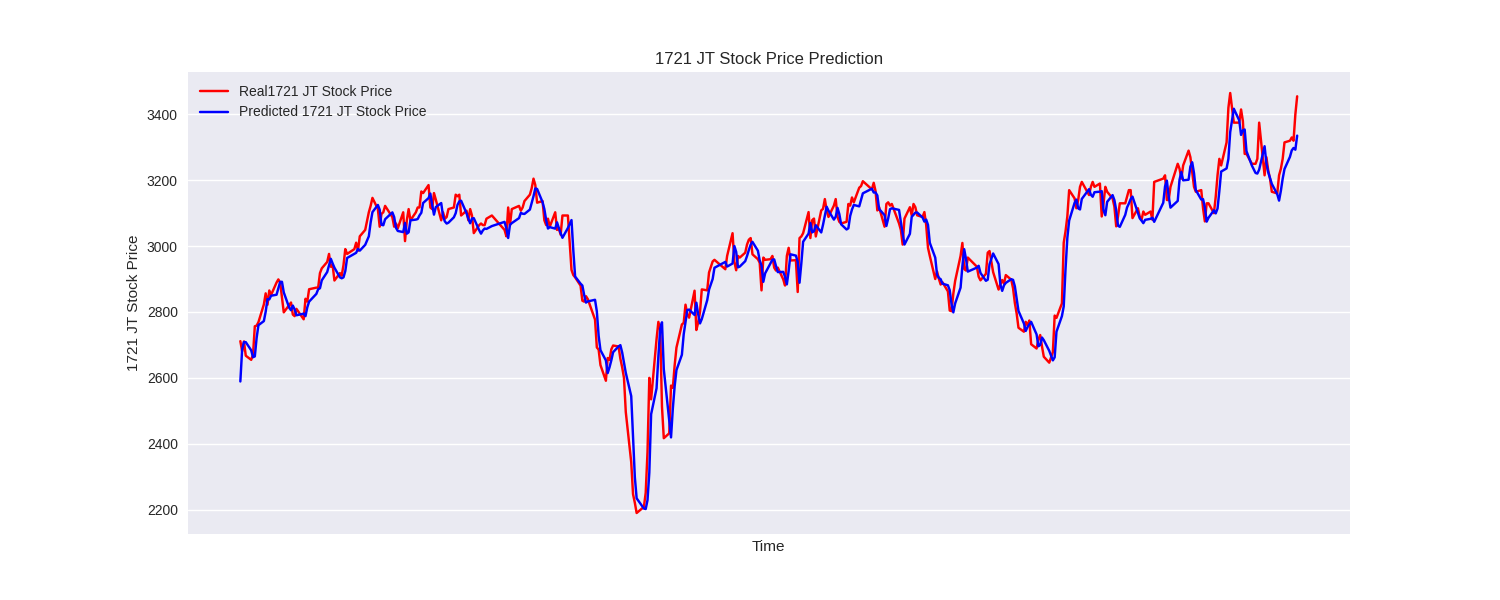 1721 JT Stock Price Prediction
Real1721 JT Stock Price
Predicted 1721 JT Stock Price
3400
3200
3000
2800
2600
2400
2200
1721 JT Stock Price
Time